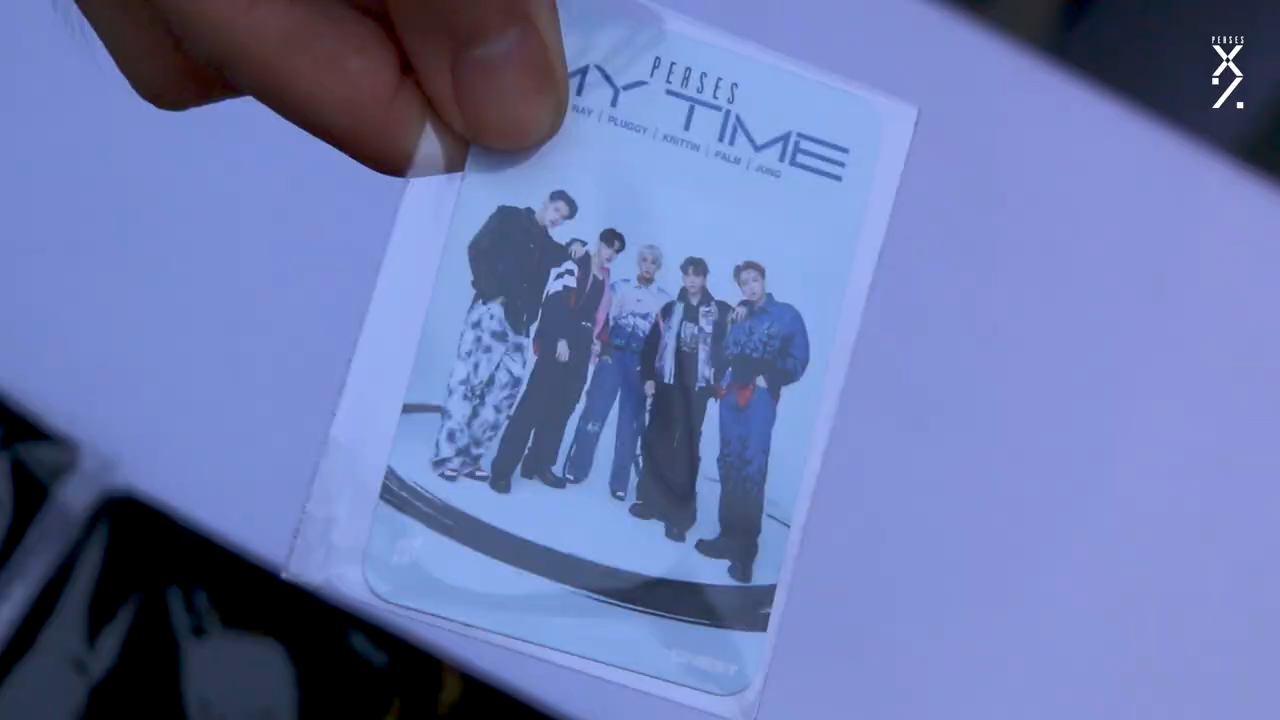 PERSES
MY TIME
NAY | PLUGGY | KRITTIN | PALM | JUNG
PERSES